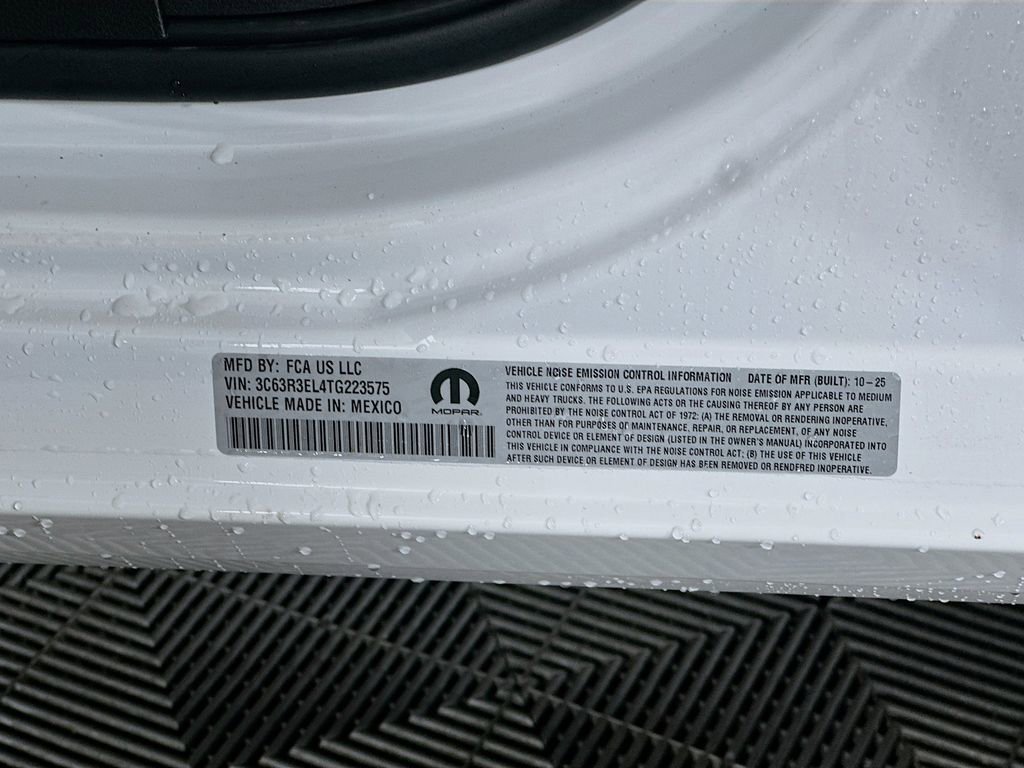 MFD BY: FCA US LLC
VIN: 3C63R3EL4TG223575
VEHICLE MADE IN: MEXICO
MOPAR
VEHICLE NOISE EMISSION CONTROL INFORMATION DATE OF MFR (BUILT): 10-25
THIS VEHICLE CONFORMS TO U.S. EPA REGULATIONS FOR NOISE EMISSION APPLICABLE TO MEDIUM
AND HEAVY TRUCKS. THE FOLLOWING ACTS OR THE CAUSING THEREOF BY ANY PERSON ARE
PROHIBITED BY THE NOISE CONTROL ACT OF 1972: (A) THE REMOVAL OR RENDERING INOPERATIVE,
OTHER THAN FOR PURPOSES OF MAINTENANCE, REPAIR, OR REPLACEMENT, OF ANY NOISE
CONTROL DEVICE OR ELEMENT OF DESIGN (LISTED IN THE OWNER'S MANUAL) INCORPORATED INTO
THIS VEHICLE IN COMPLIANCE WITH THE NOISE CONTROL ACT; (B) THE USE OF THIS VEHICLE
AFTER SUCH DEVICE OR ELEMENT OF DESIGN HAS BEEN REMOVED OR RENDERED INOPERATIVE.